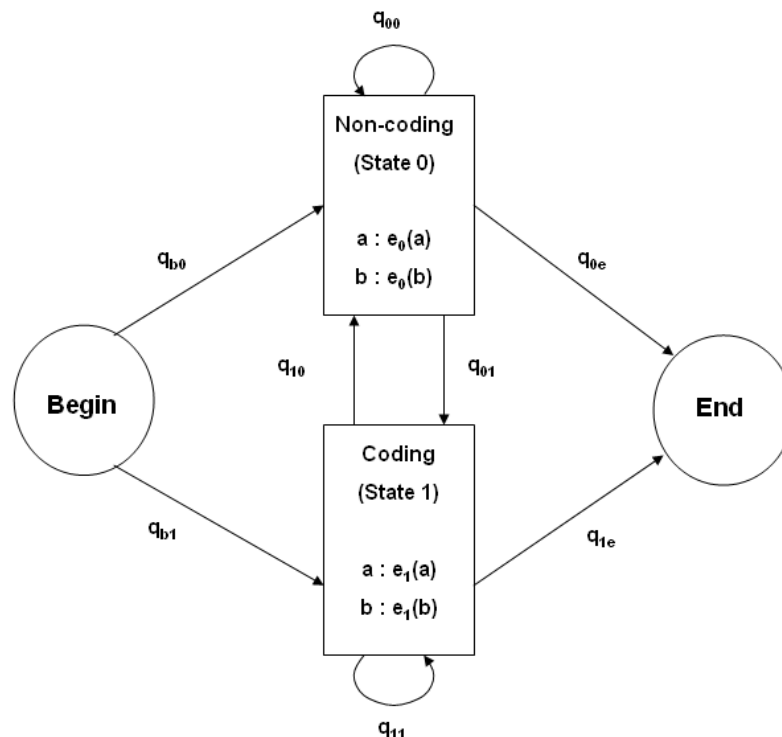 q00
Non-coding
(State 0)
a : e0(a)
b : e0(b)
qb0
q0e
Begin
q10
q01
End
Coding
(State 1)
qb1
q1e
a : e1(a)
b : e1(b)
q11